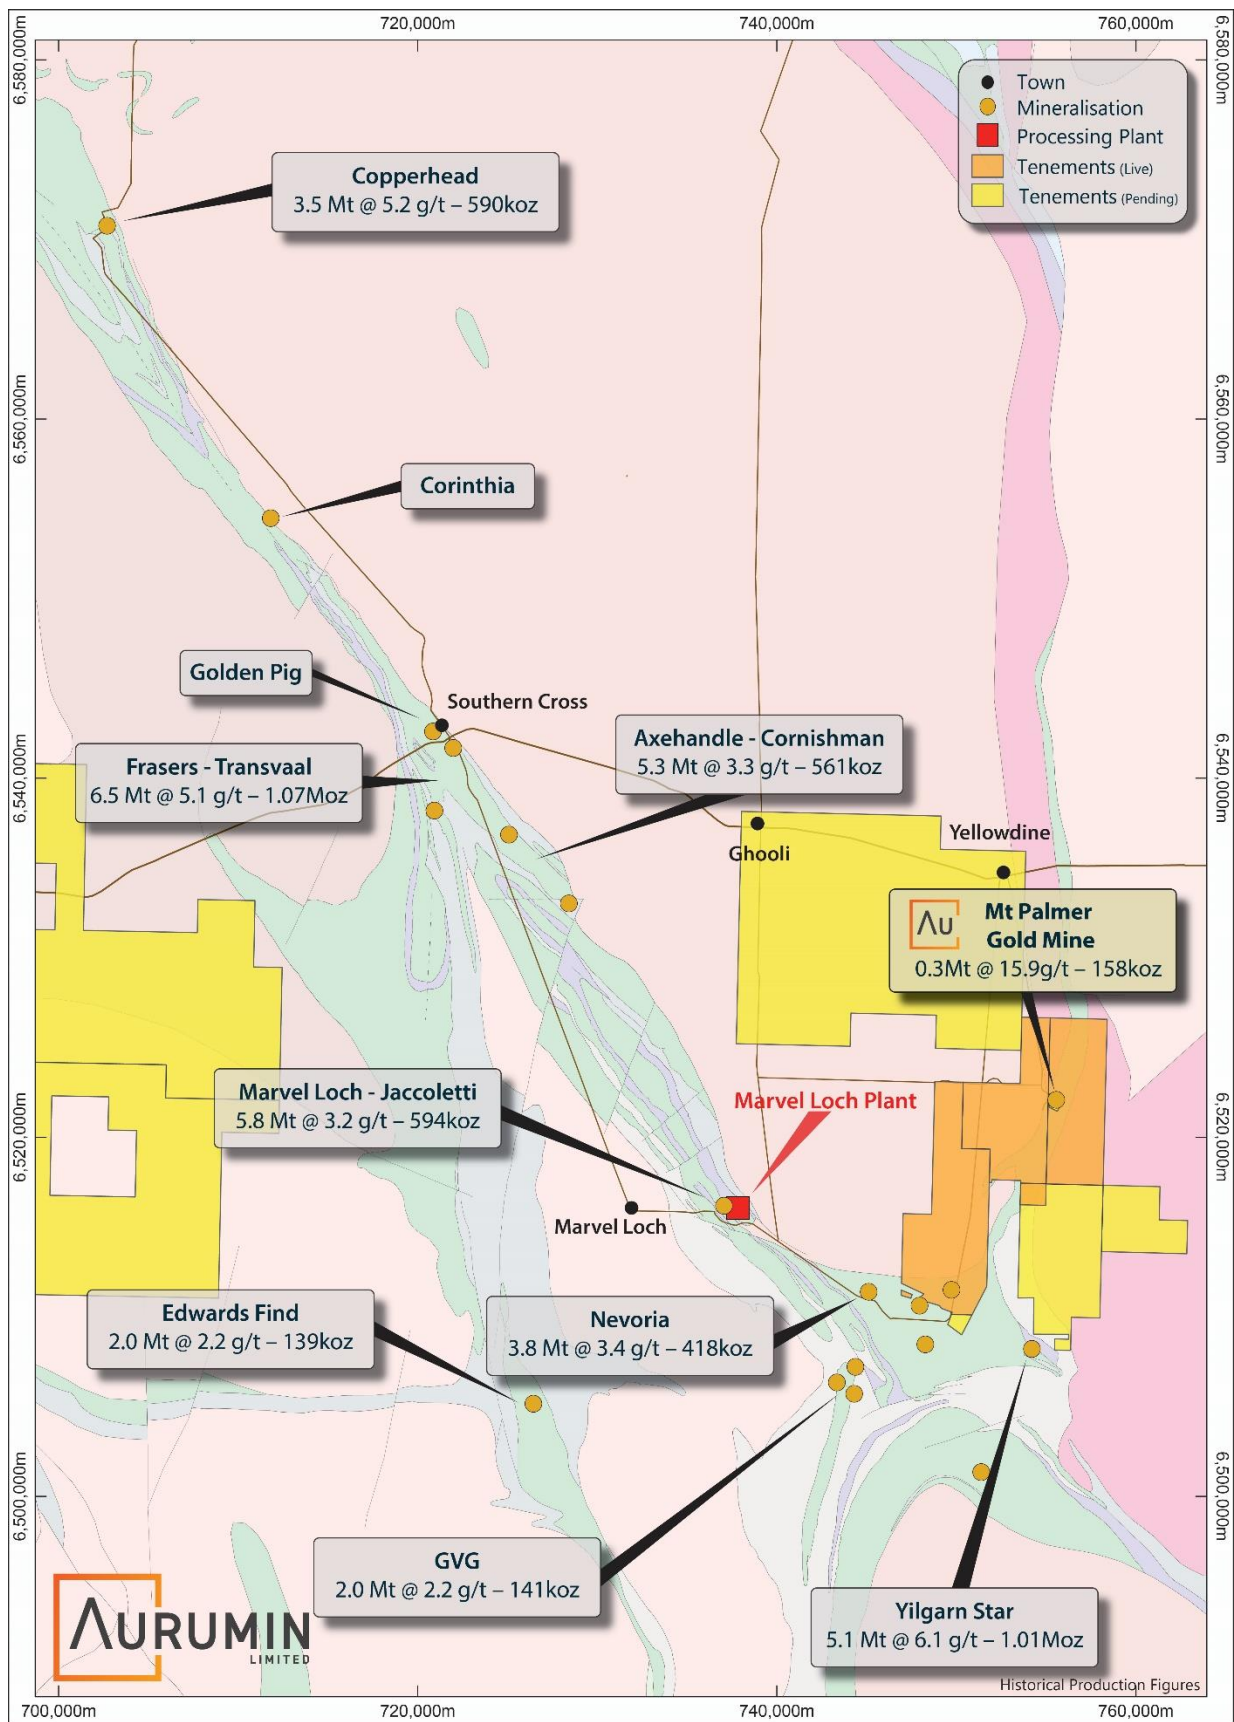 720,000m
740,000m
760,000m
6,580,000m
6,580,000m
Town
Mineralisation
Processing Plant
Tenements (Live)
Tenements (Pending)
Copperhead
3.5 Mt @ 5.2 g/t – 590koz
6,560,000m
6,560,000m
Corinthia
Golden Pig
Southern Cross
Axehandle - Cornishman
5.3 Mt @ 3.3 g/t – 561koz
Frasers - Transvaal
6.5 Mt @ 5.1 g/t – 1.07Moz
6,540,000m
6,540,000m
Ghooli
Yellowdine
Au
Mt Palmer
Gold Mine
0.3Mt @ 15.9g/t – 158koz
Marvel Loch - Jaccoletti
5.8 Mt @ 3.2 g/t – 594koz
Marvel Loch Plant
6,520,000m
6,520,000m
Marvel Loch
Edwards Find
2.0 Mt @ 2.2 g/t – 139koz
Nevoria
3.8 Mt @ 3.4 g/t – 418koz
6,500,000m
6,500,000m
GVG
2.0 Mt @ 2.2 g/t – 141koz
Yilgarn Star
5.1 Mt @ 6.1 g/t – 1.01Moz
AURUMIN
LIMITED
Historical Production Figures
700,000m
720,000m
740,000m
760,000m